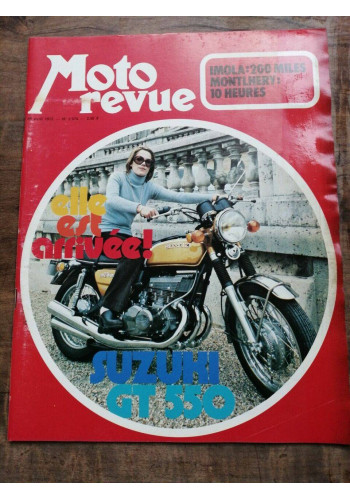 Moto
revue
IMOLA: 200 MILES
MONTLHERY:
10 HEURES
elle
est
arrivée!
SUZUKI
GT 550